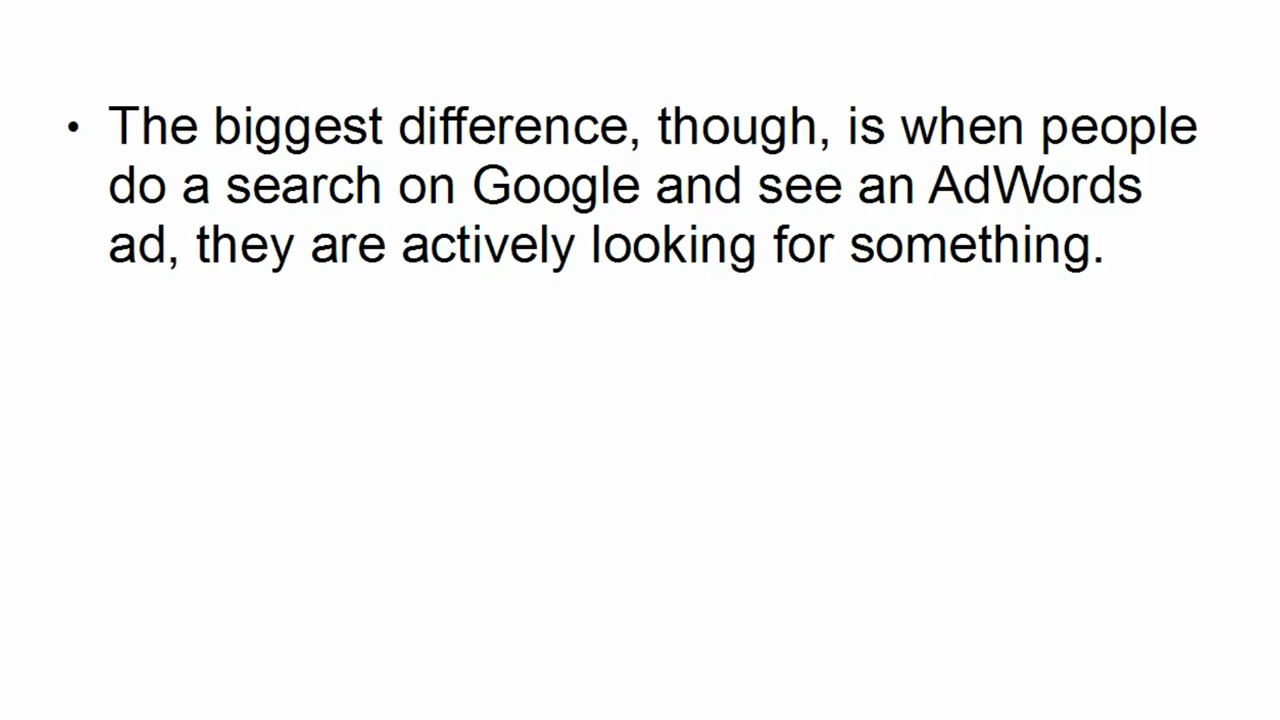 • The biggest difference, though, is when people
do a search on Google and see an AdWords
ad, they are actively looking for something.